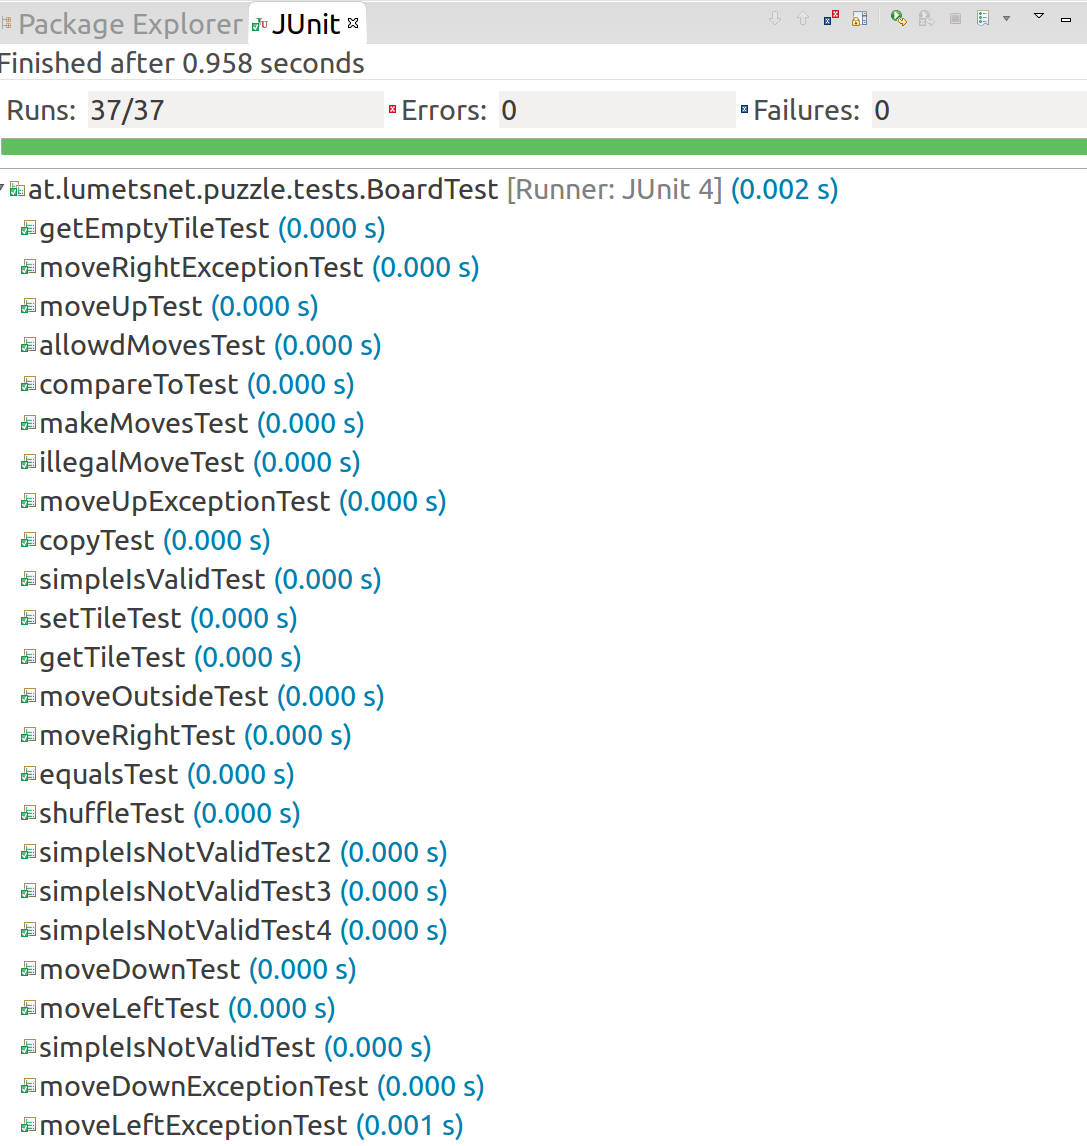 Package Explorer JUnit
Finished after 0.958 seconds
Runs: 37/37 Errors: 0 Failures: 0
at.lumetsnet.puzzle.tests.BoardTest [Runner: JUnit 4] (0.002 s)
getEmptyTileTest (0.000 s)
moveRightExceptionTest (0.000 s)
moveUpTest (0.000 s)
allowdMovesTest (0.000 s)
compareToTest (0.000 s)
makeMovesTest (0.000 s)
illegalMoveTest (0.000 s)
moveUpExceptionTest (0.000 s)
copyTest (0.000 s)
simpleIsValidTest (0.000 s)
setTileTest (0.000 s)
getTileTest (0.000 s)
moveOutsideTest (0.000 s)
moveRightTest (0.000 s)
equalsTest (0.000 s)
shuffleTest (0.000 s)
simpleIsNotValidTest2 (0.000 s)
simpleIsNotValidTest3 (0.000 s)
simpleIsNotValidTest4 (0.000 s)
moveDownTest (0.000 s)
moveLeftTest (0.000 s)
simpleIsNotValidTest (0.000 s)
moveDownExceptionTest (0.000 s)
moveLeftExceptionTest (0.001 s)